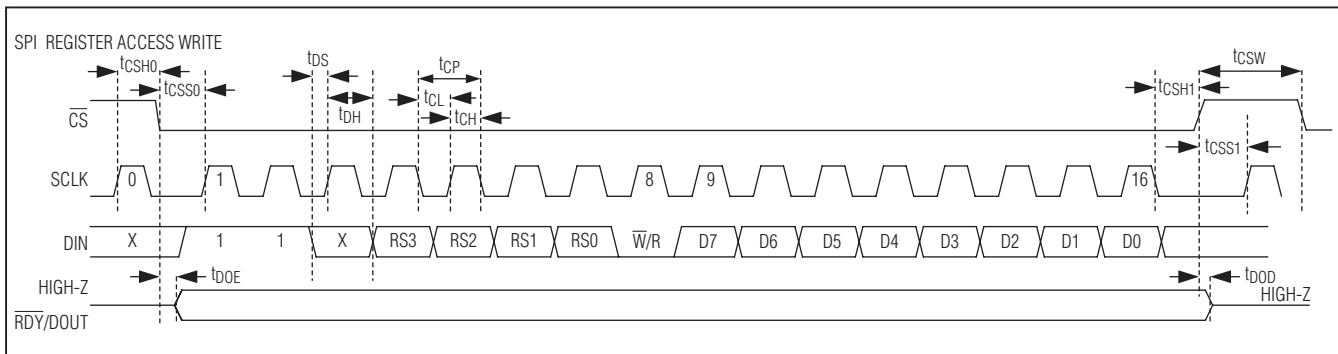 SPI REGISTER ACCESS WRITE
tCSH0
tCSS0
tDS
tDH
tCP
tCL
tCH
tCSH1
tCSW
tCSS1
CS
SCLK
0 1 8 9 16
DIN
X 1 1 X RS3 RS2 RS1 RS0 W/R D7 D6 D5 D4 D3 D2 D1 D0
HIGH-Z
tDOE
tDOD
HIGH-Z
RDY/DOUT